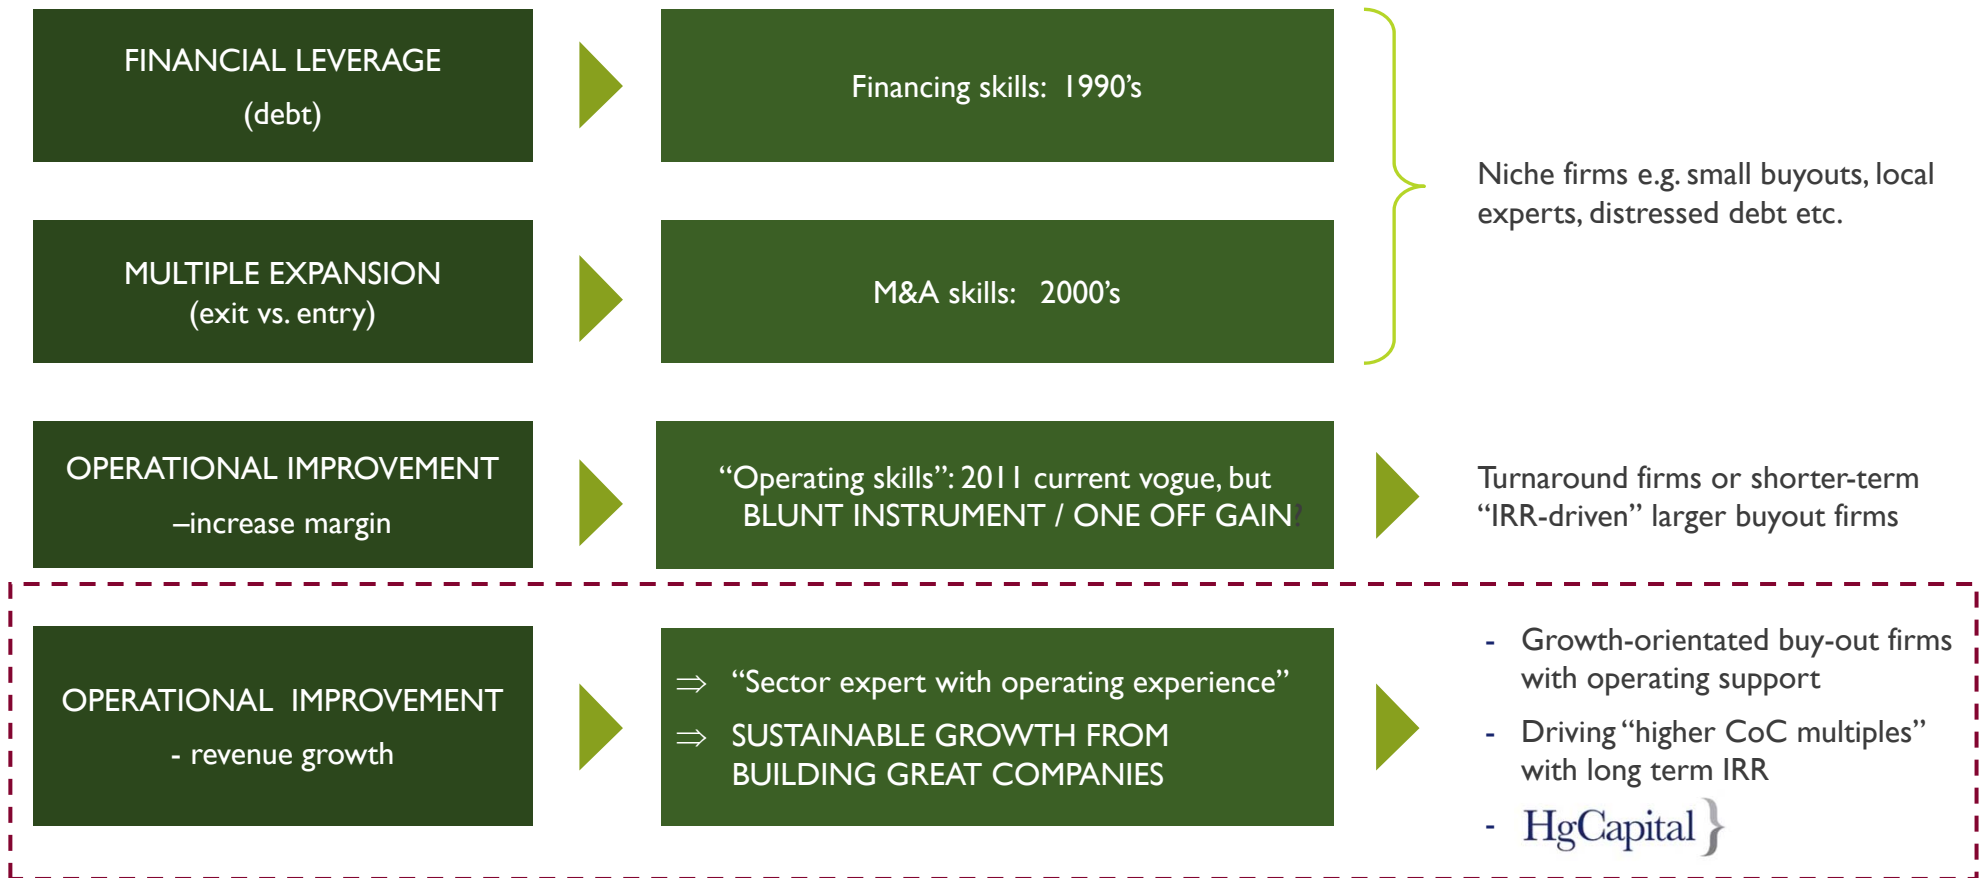 FINANCIAL LEVERAGE
(debt)
Financing skills: 1990’s
MULTIPLE EXPANSION
(exit vs. entry)
M&A skills: 2000’s
Niche firms e.g. small buyouts, local
experts, distressed debt etc.
OPERATIONAL IMPROVEMENT
–increase margin
“Operating skills”: 2011 current vogue, but
BLUNT INSTRUMENT / ONE OFF GAIN?
Turnaround firms or shorter-term
“IRR-driven” larger buyout firms
OPERATIONAL IMPROVEMENT
- revenue growth
⇒ “Sector expert with operating experience”
⇒ SUSTAINABLE GROWTH FROM
BUILDING GREAT COMPANIES
- Growth-orientated buy-out firms
with operating support
- Driving “higher CoC multiples”
with long term IRR
- HgCapital}